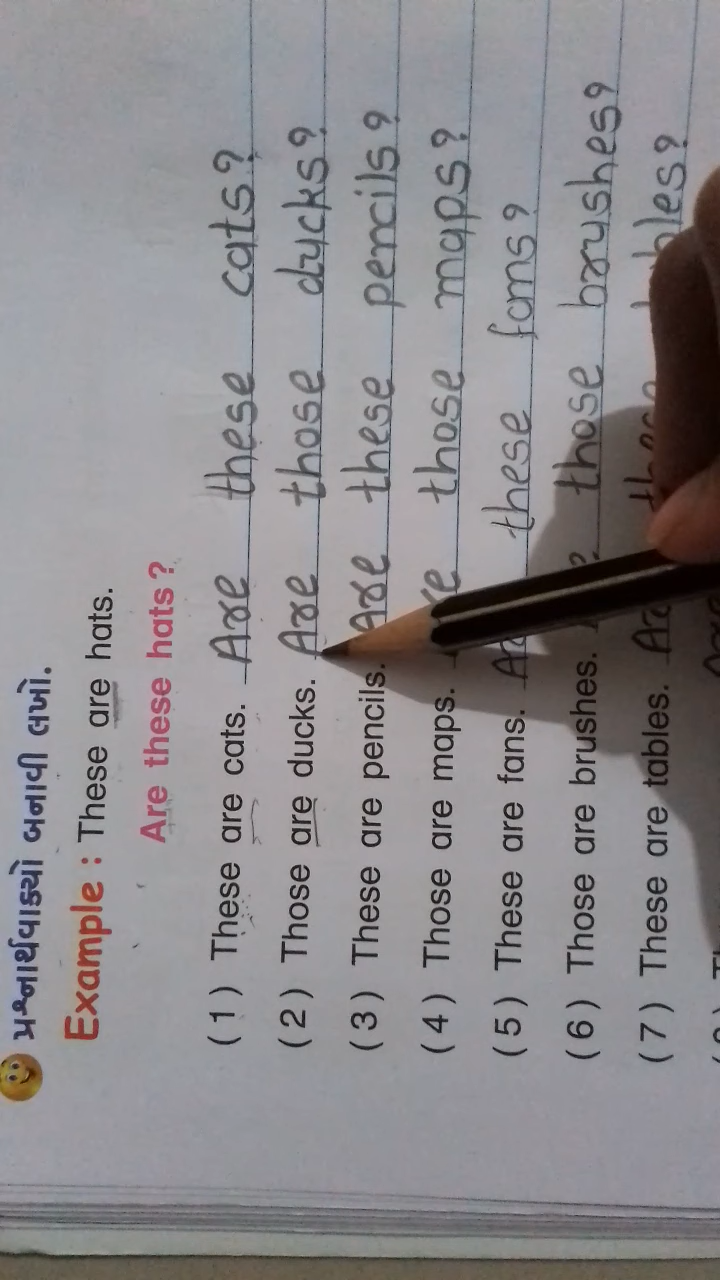 પ્રશ્નાર્થવાક્યો બનાવી લખો.
Example : These are hats.
Are these hats ?
(1) These are cats. Are these cats?
(2) Those are ducks. Are those ducks?
(3) These are pencils. Are these pencils?
(4) Those are maps. those maps?
(5) These are fans. these fams?
(6) Those are brushes. those brushes?
(7) These are tables.